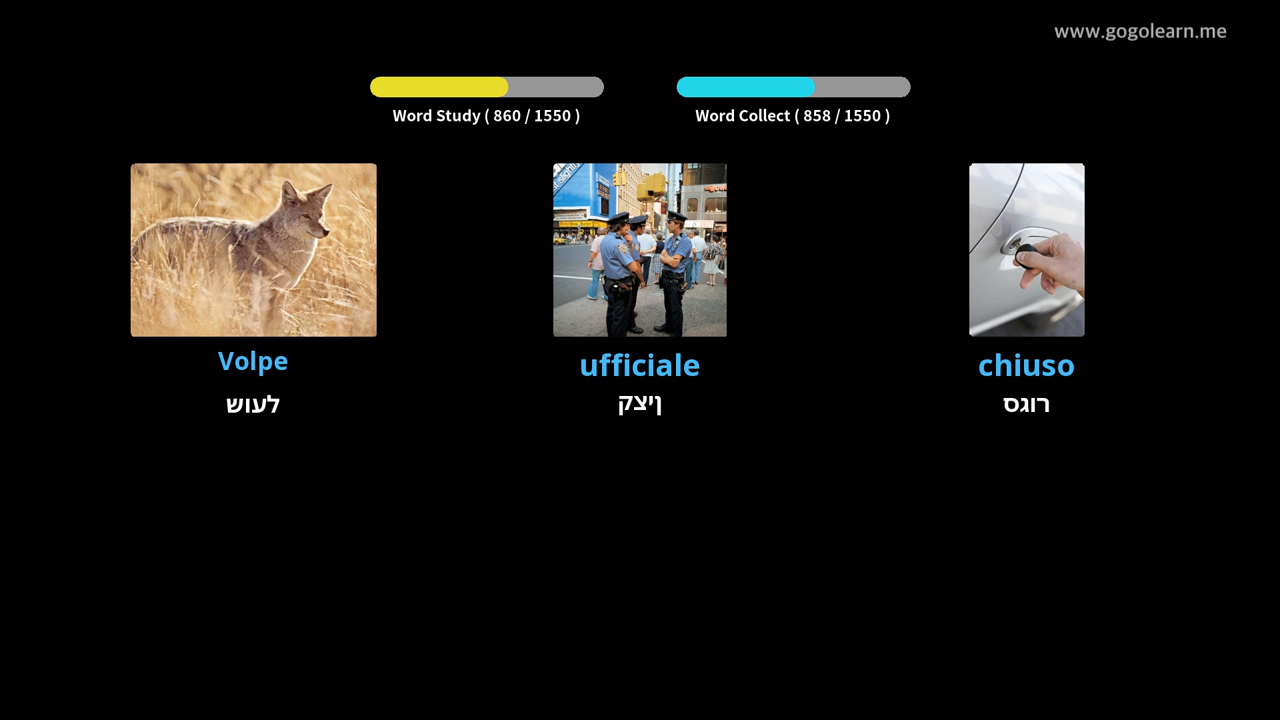 www.gogolearn.me
Word Study ( 860 / 1550 )
Word Collect ( 858 / 1550 )
Volpe
לעוש
ufficiale
ןיצק
chiuso
רוגס